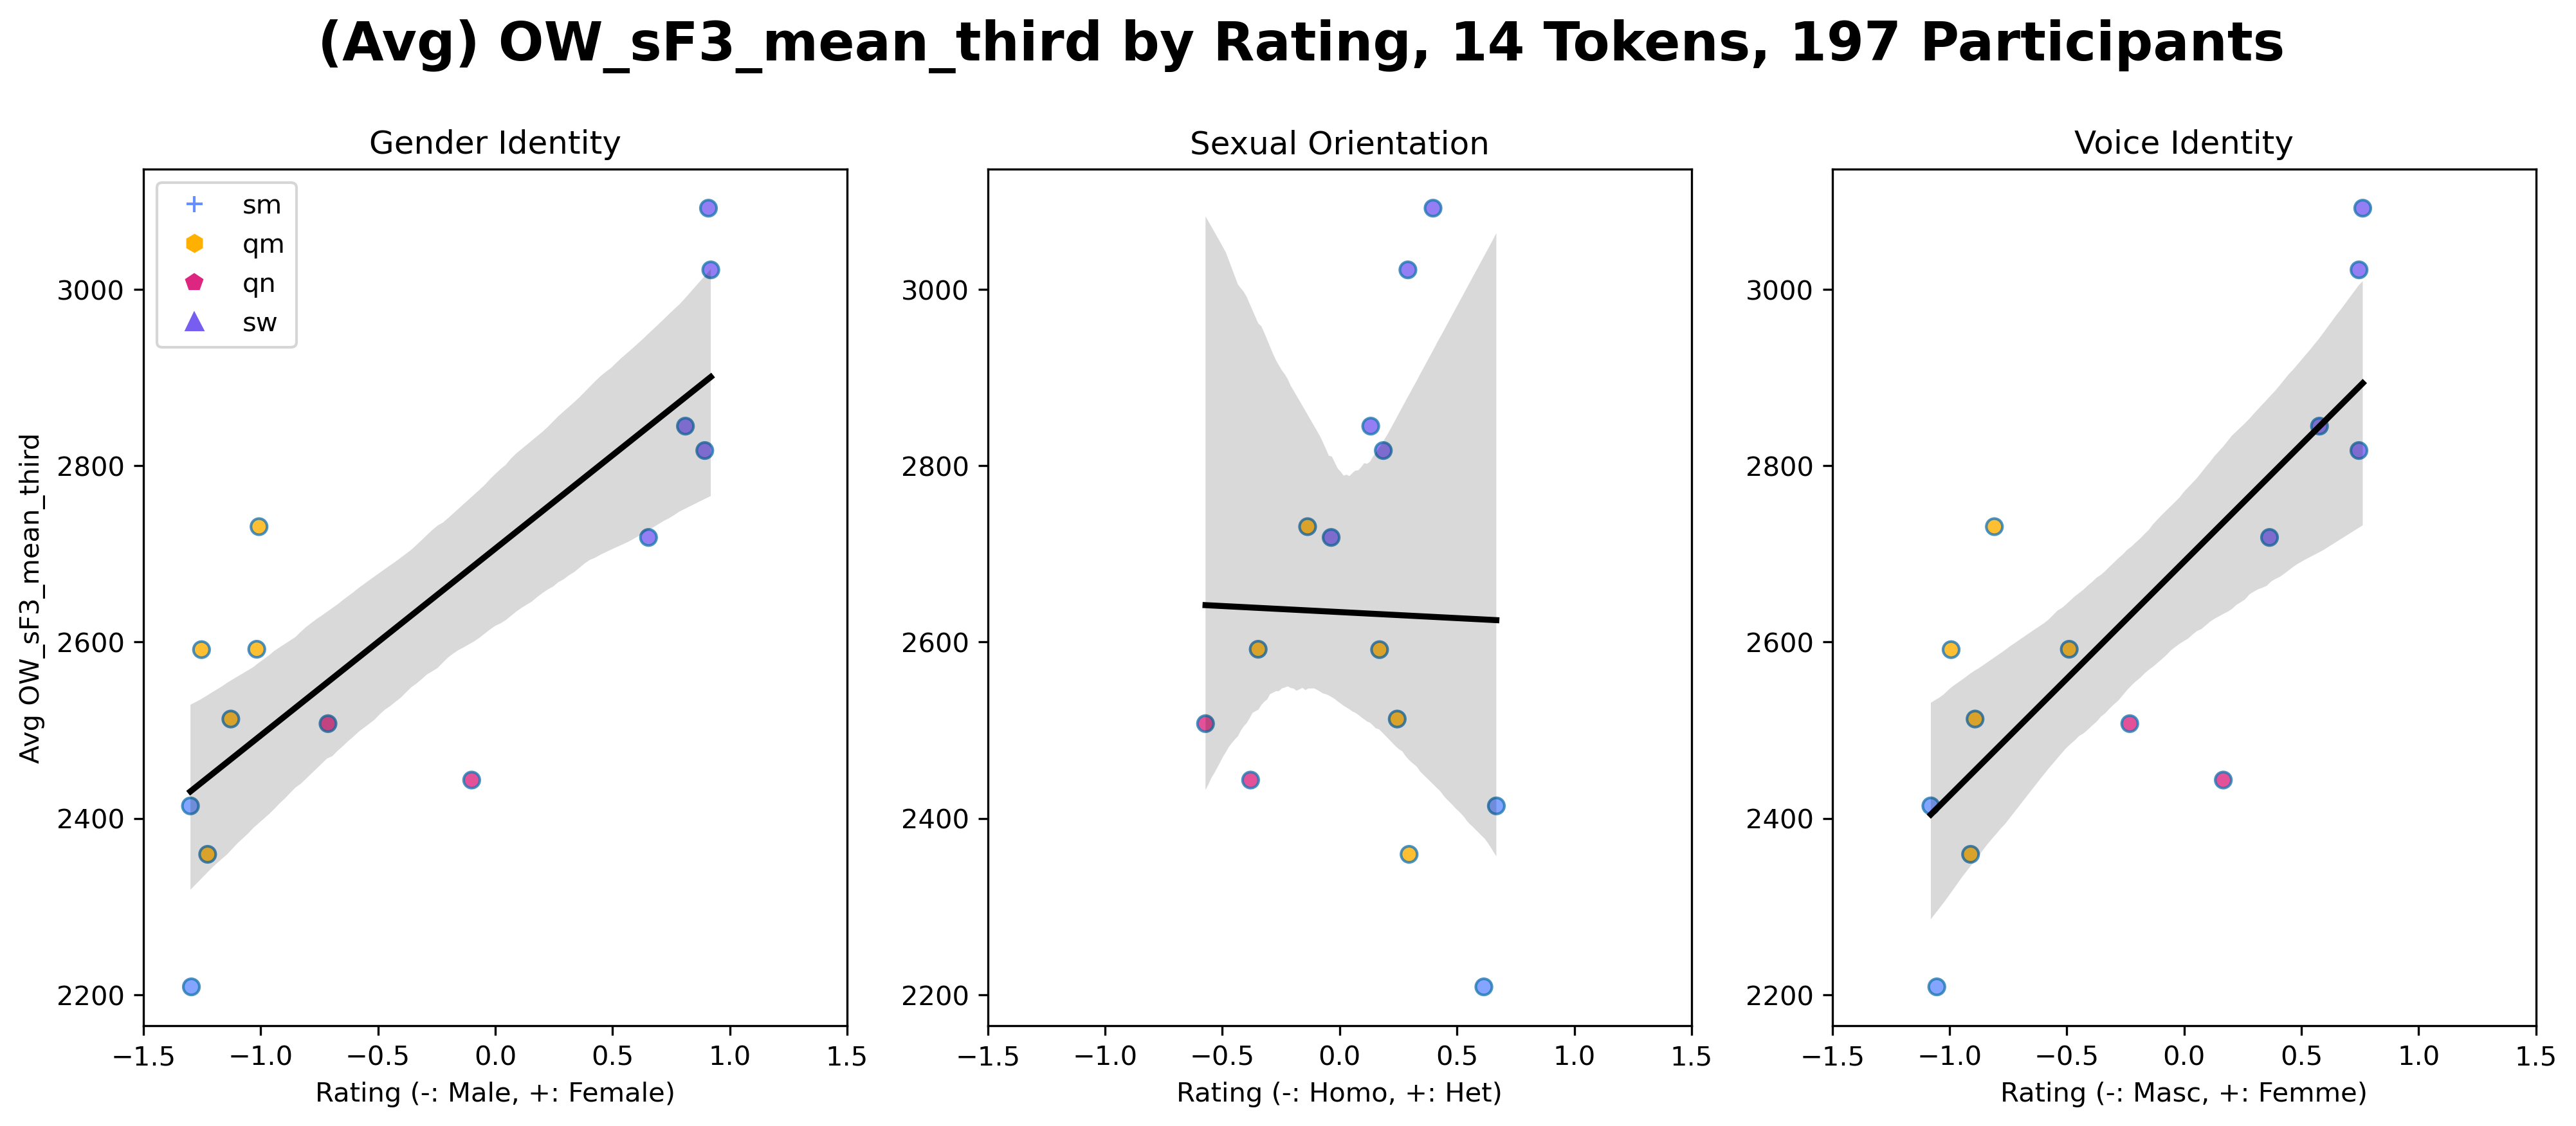 (Avg) OW_sF3_mean_third by Rating, 14 Tokens, 197 Participants
Gender Identity
Sexual Orientation
Voice Identity
sm
qm
qn
sw
Avg OW_sF3_mean_third
3000
2800
2600
2400
2200
3000
2800
2600
2400
2200
3000
2800
2600
2400
2200
−1.5 −1.0 −0.5 0.0 0.5 1.0 1.5
−1.5 −1.0 −0.5 0.0 0.5 1.0 1.5
−1.5 −1.0 −0.5 0.0 0.5 1.0 1.5
Rating (-: Male, +: Female)
Rating (-: Homo, +: Het)
Rating (-: Masc, +: Femme)